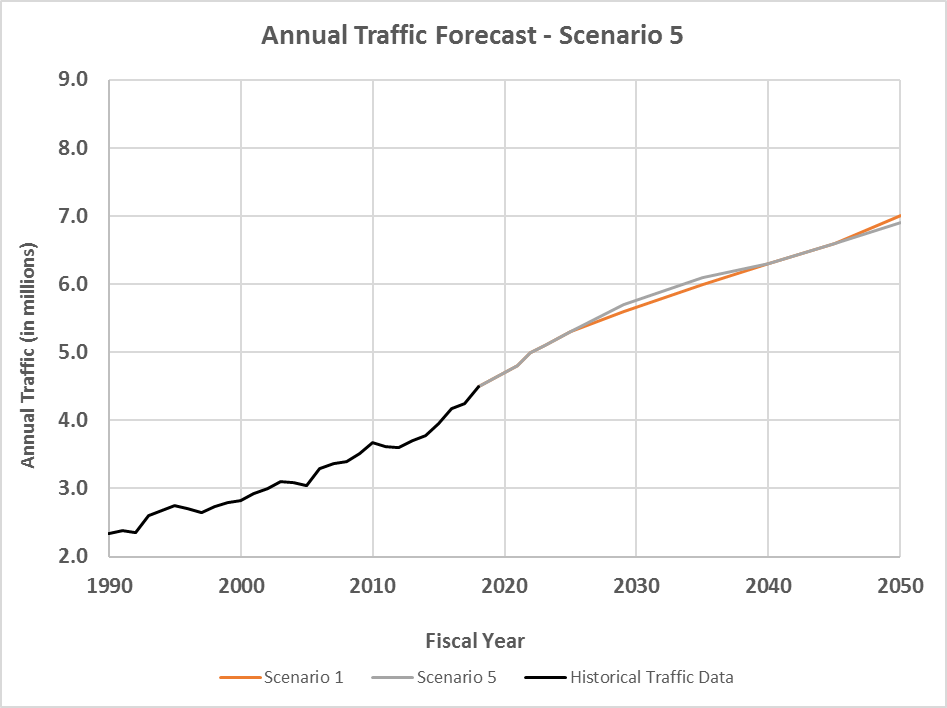 Annual Traffic Forecast - Scenario 5
9.0
8.0
7.0
6.0
5.0
4.0
3.0
2.0
Annual Traffic (in millions)
1990 2000 2010 2020 2030 2040 2050
Fiscal Year
Scenario 1 Scenario 5 Historical Traffic Data